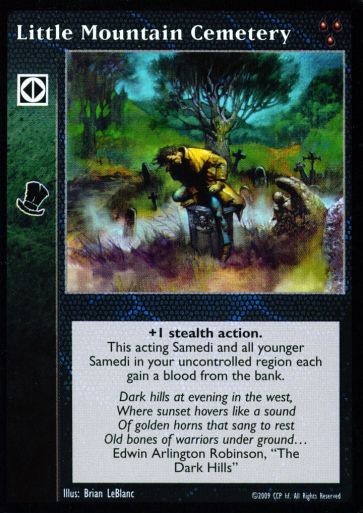 Little Mountain Cemetery
+1 stealth action.
This acting Samedi and all younger
Samedi in your uncontrolled region each
gain a blood from the bank.
Dark hills at evening in the west,
Where sunset hovers like a sound
Of golden horns that sang to rest
Old bones of warriors under ground...
Edwin Arlington Robinson, "The
Dark Hills"
Illus: Brian LeBlanc
©2009 CCP hf. All Rights Reserved